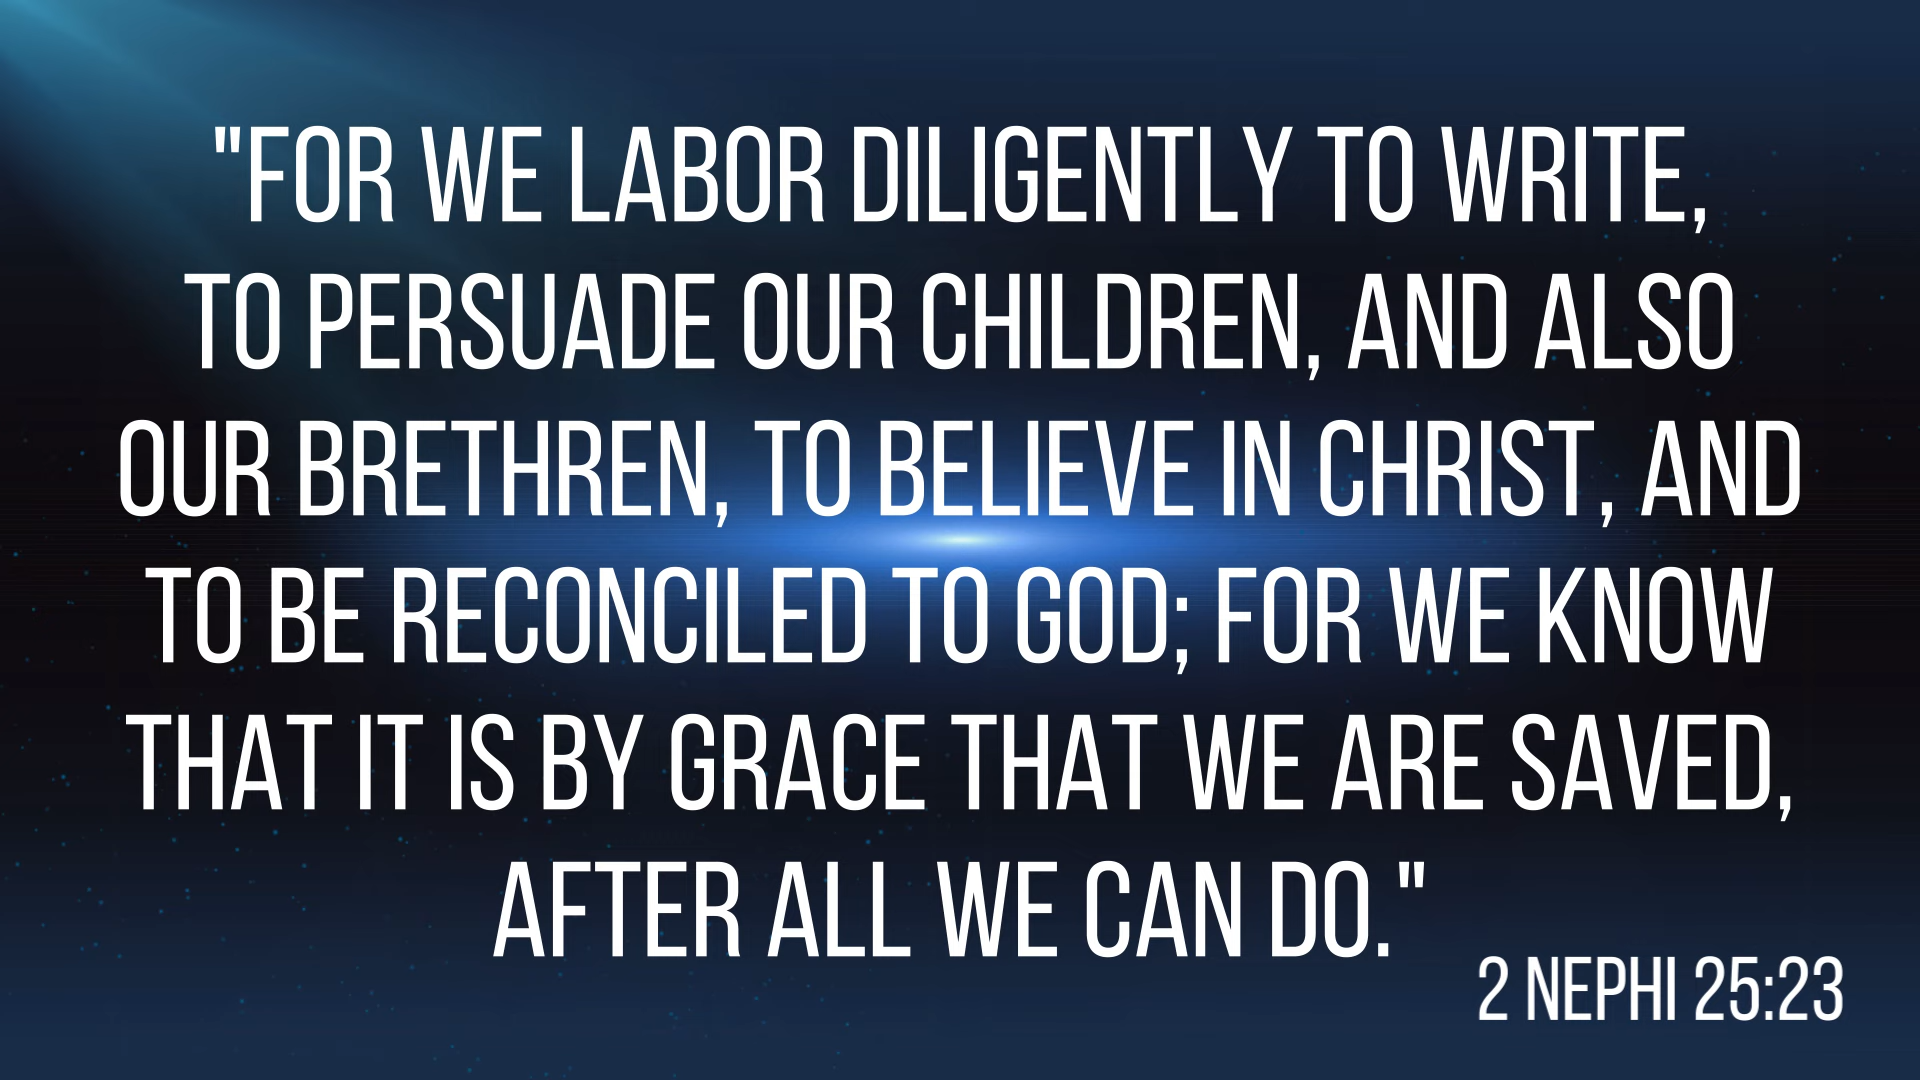 "FOR WE LABOR DILIGENTLY TO WRITE,
TO PERSUADE OUR CHILDREN, AND ALSO
OUR BRETHREN, TO BELIEVE IN CHRIST, AND
TO BE RECONCILED TO GOD; FOR WE KNOW
THAT IT IS BY GRACE THAT WE ARE SAVED,
AFTER ALL WE CAN DO."
2 NEPHI 25:23